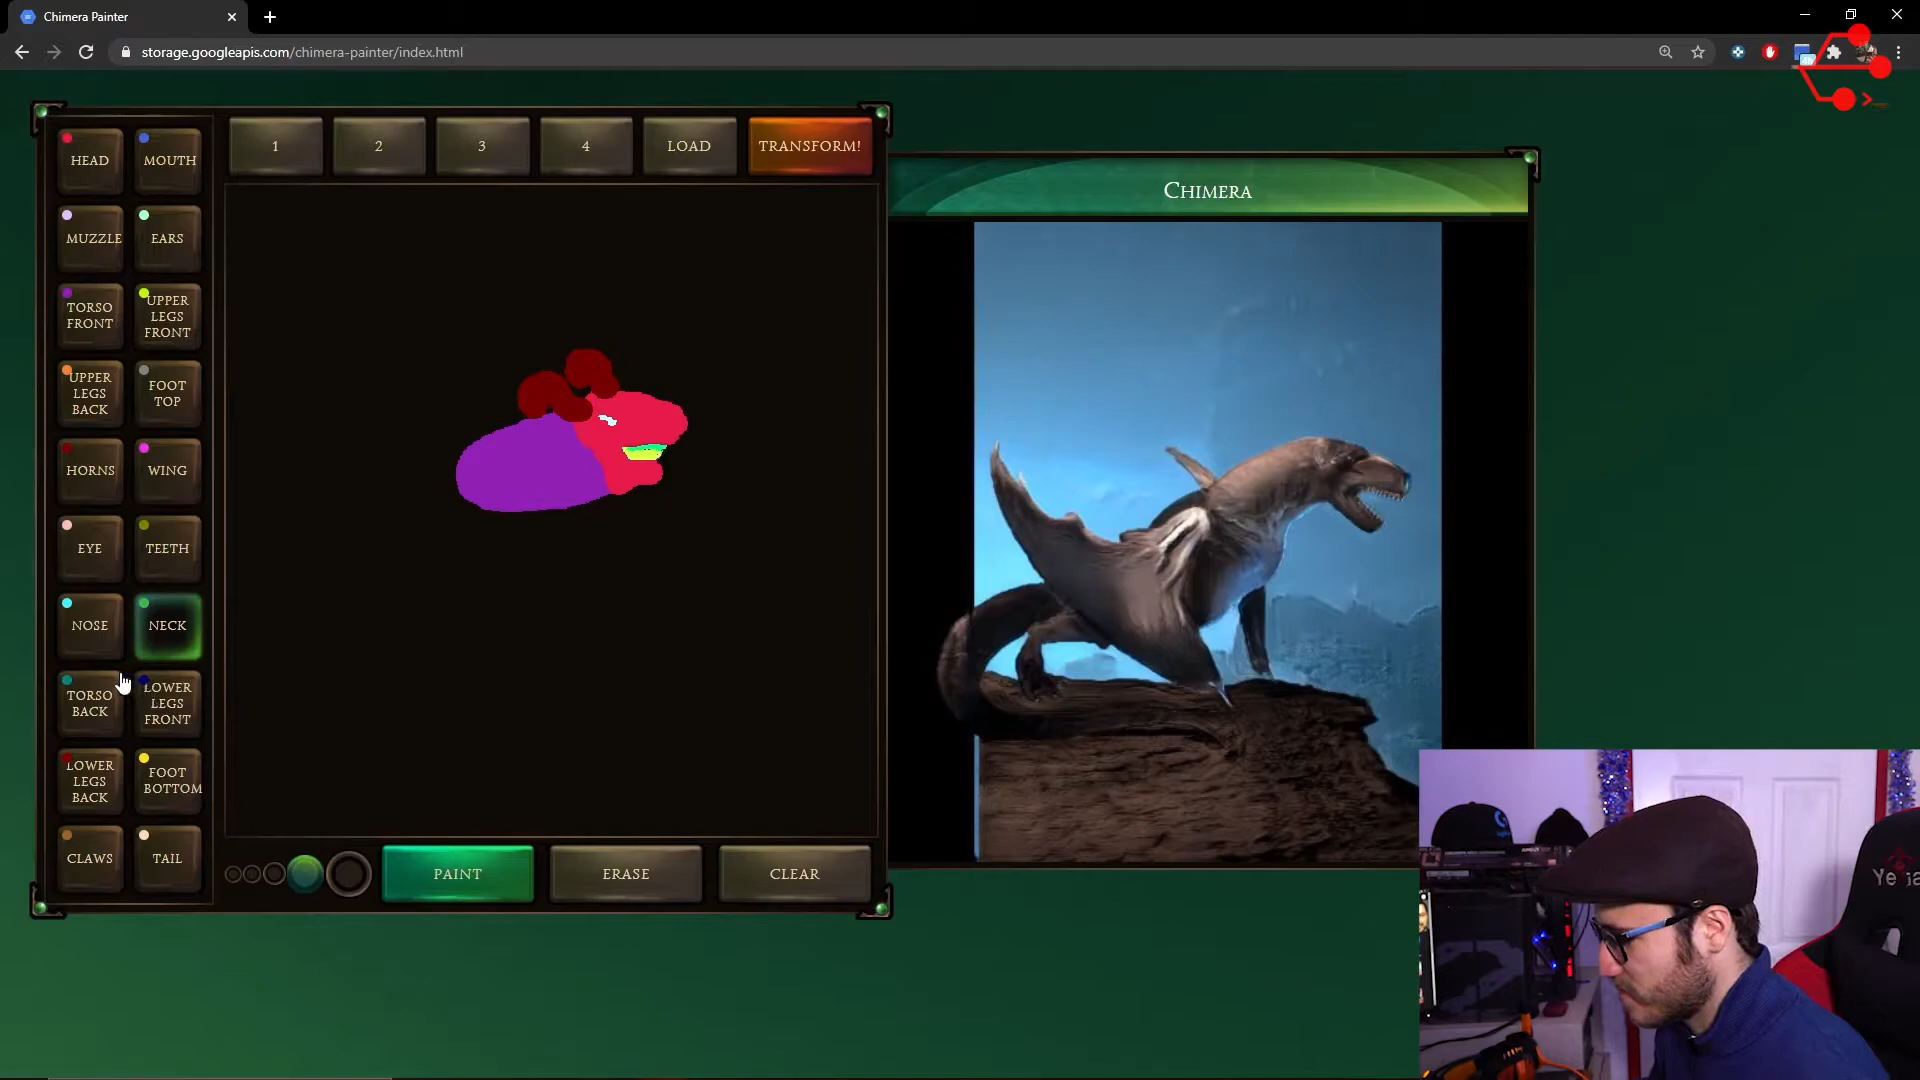 Chimera Painter
storage.googleapis.com/chimera-painter/index.html
HEAD
MOUTH
1
2
3
4
LOAD
TRANSFORM!
CHIMERA
MUZZLE
EARS
TORSO
FRONT
UPPER
LEGS
FRONT
UPPER
LEGS
BACK
FOOT
TOP
HORNS
WING
EYE
TEETH
NOSE
NECK
TORSO
BACK
LOWER
LEGS
FRONT
LOWER
LEGS
BACK
FOOT
BOTTOM
CLAWS
TAIL
PAINT
ERASE
CLEAR